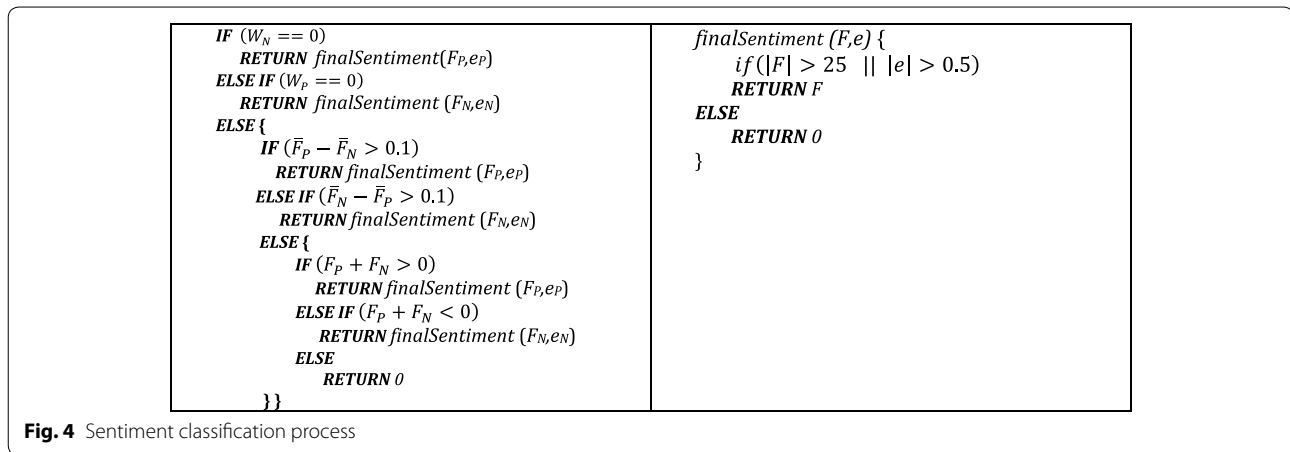 IF (W_N == 0)
RETURN finalSentiment(F_P,e_P)
ELSE IF (W_P == 0)
RETURN finalSentiment (F_N,e_N)
ELSE {
IF (F̅_P − F̅_N > 0.1)
RETURN finalSentiment (F_P,e_P)
ELSE IF (F̅_N − F̅_P > 0.1)
RETURN finalSentiment (F_N,e_N)
ELSE {
IF (F_P + F_N > 0)
RETURN finalSentiment (F_P,e_P)
ELSE IF (F_P + F_N < 0)
RETURN finalSentiment (F_N,e_N)
ELSE
RETURN 0
} }
finalSentiment (F,e) {
if(|F| > 25 || |e| > 0.5)
RETURN F
ELSE
RETURN 0
}
Fig. 4 Sentiment classification process